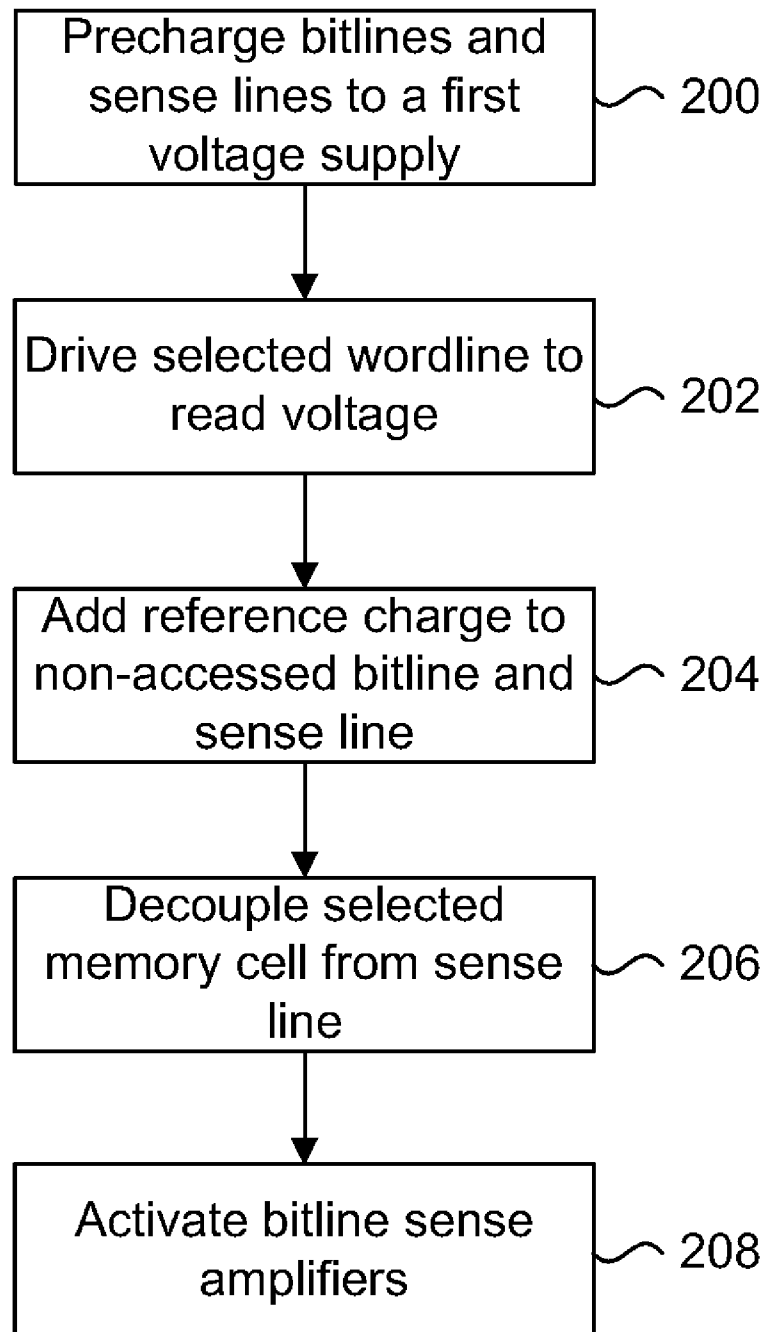 Precharge bitlines and
sense lines to a first
voltage supply
200
Drive selected wordline to
read voltage
202
Add reference charge to
non-accessed bitline and
sense line
204
Decouple selected
memory cell from sense
line
206
Activate bitline sense
amplifiers
208